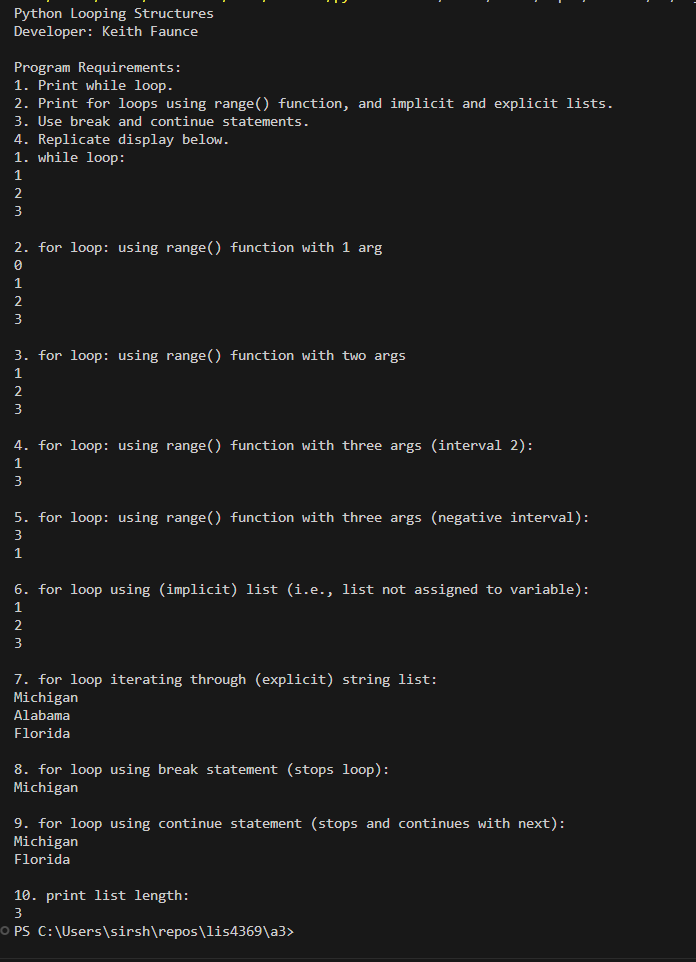 Python Looping Structures
Developer: Keith Faunce
Program Requirements:
1. Print while loop.
2. Print for loops using range() function, and implicit and explicit lists.
3. Use break and continue statements.
4. Replicate display below.
1. while loop:
1
2
3
2. for loop: using range() function with 1 arg
0
1
2
3
3. for loop: using range() function with two args
1
2
3
4. for loop: using range() function with three args (interval 2):
1
3
5. for loop: using range() function with three args (negative interval):
3
1
6. for loop using (implicit) list (i.e., list not assigned to variable):
1
2
3
7. for loop iterating through (explicit) string list:
Michigan
Alabama
Florida
8. for loop using break statement (stops loop):
Michigan
9. for loop using continue statement (stops and continues with next):
Michigan
Florida
10. print list length:
3
PS C:\Users\sirsh\repos\lis4369\a3>